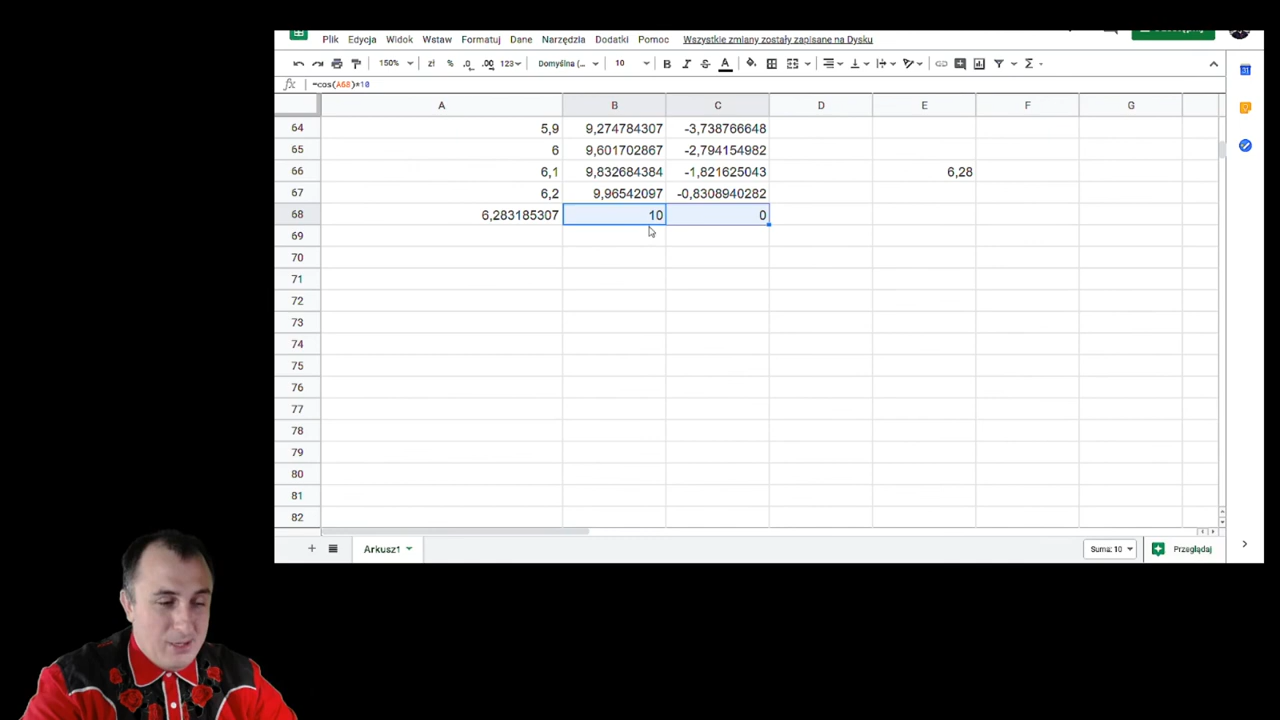 Plik Edycja Widok Wstaw Formatuj Dane Narzędzia Dodatki Pomoc Wszystkie zmiany zostały zapisane na Dysku
150% zł % .0 .00 123 Domyślna (... 10 B I S A Σ
fx =cos(A68)*10
A B C D E F G
64 5,9 9,274784307 -3,738766648
65 6 9,601702867 -2,794154982
66 6,1 9,832684384 -1,821625043 6,28
67 6,2 9,96542097 -0,8308940282
68 6,283185307 10 0
69
70
71
72
73
74
75
76
77
78
79
80
81
82
Arkusz1 Suma: 10 Przeglądaj